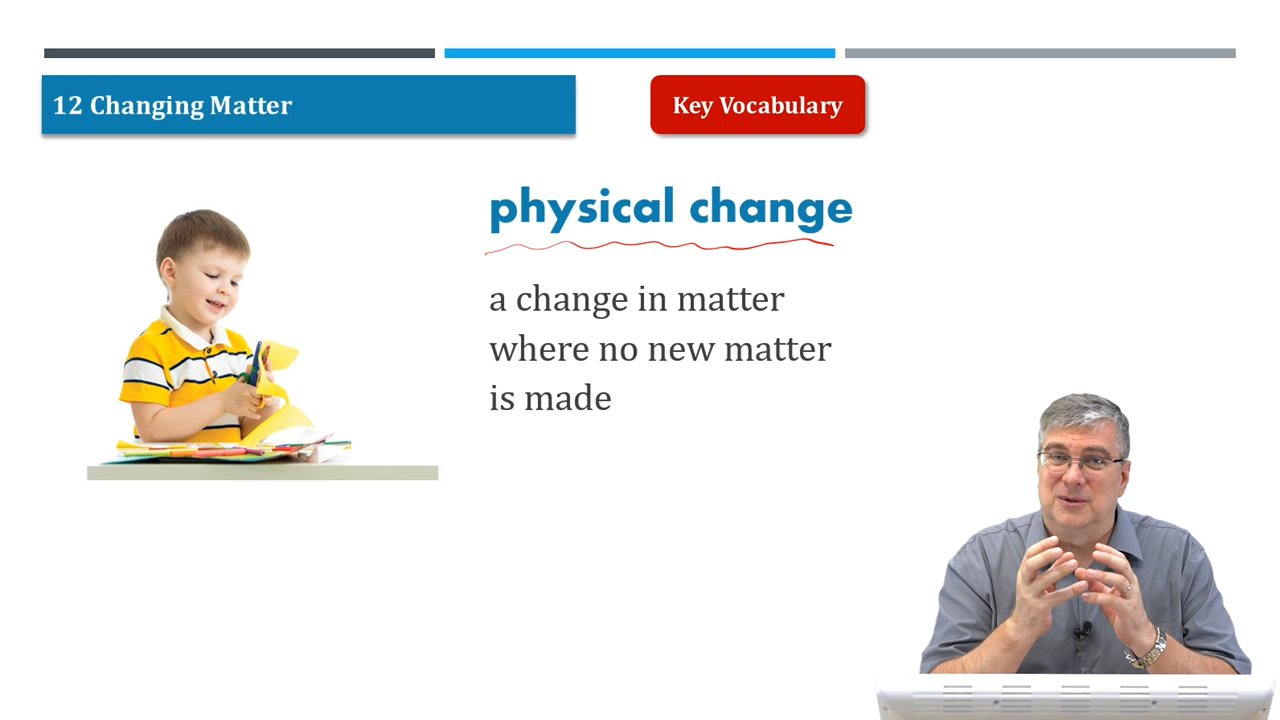 12 Changing Matter
Key Vocabulary
physical change
a change in matter
where no new matter
is made